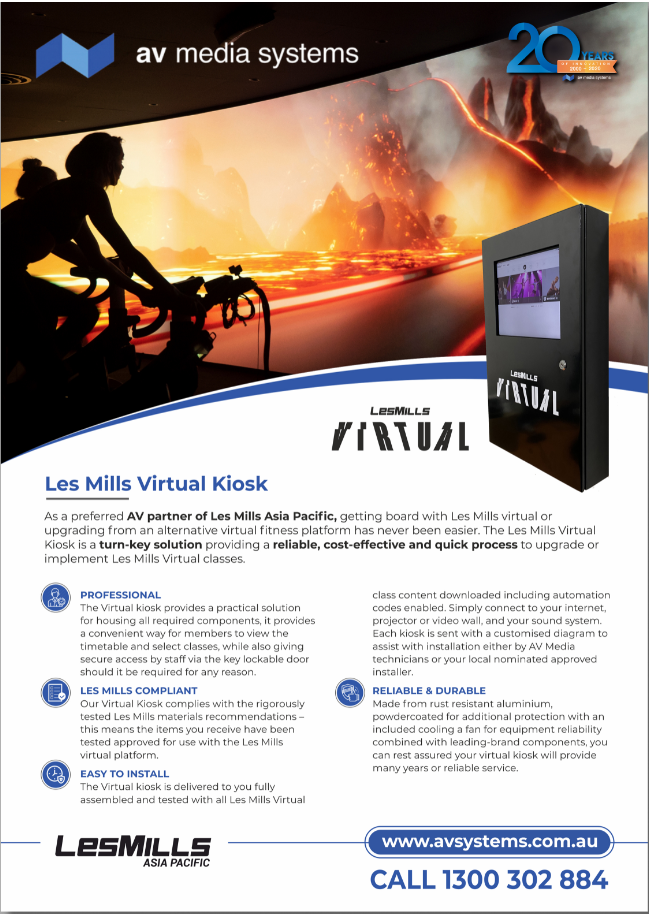 av media systems
20 YEARS
OF INNOVATION
av media systems
LESMILLS
VIRTUAL
LESMILLS
VIRTUAL
Les Mills Virtual Kiosk
As a preferred AV partner of Les Mills Asia Pacific, getting board with Les Mills virtual or
upgrading from an alternative virtual fitness platform has never been easier. The Les Mills Virtual
Kiosk is a turn-key solution providing a reliable, cost-effective and quick process to upgrade or
implement Les Mills Virtual classes.
PROFESSIONAL
The Virtual kiosk provides a practical solution
for housing all required components, it provides
a convenient way for members to view the
timetable and select classes, while also giving
secure access by staff via the key lockable door
should it be required for any reason.
LES MILLS COMPLIANT
Our Virtual Kiosk complies with the rigorously
tested Les Mills materials recommendations –
this means the items you receive have been
tested approved for use with the Les Mills
virtual platform.
EASY TO INSTALL
The Virtual kiosk is delivered to you fully
assembled and tested with all Les Mills Virtual
class content downloaded including automation
codes enabled. Simply connect to your internet,
projector or video wall, and your sound system.
Each kiosk is sent with a customised diagram to
assist with installation either by AV Media
technicians or your local nominated approved
installer.
RELIABLE & DURABLE
Made from rust resistant aluminium,
powdercoated for additional protection with an
included cooling a fan for equipment reliability
combined with leading-brand components, you
can rest assured your virtual kiosk will provide
many years or reliable service.
LESMILLS
ASIA PACIFIC
www.avsystems.com.au
CALL 1300 302 884